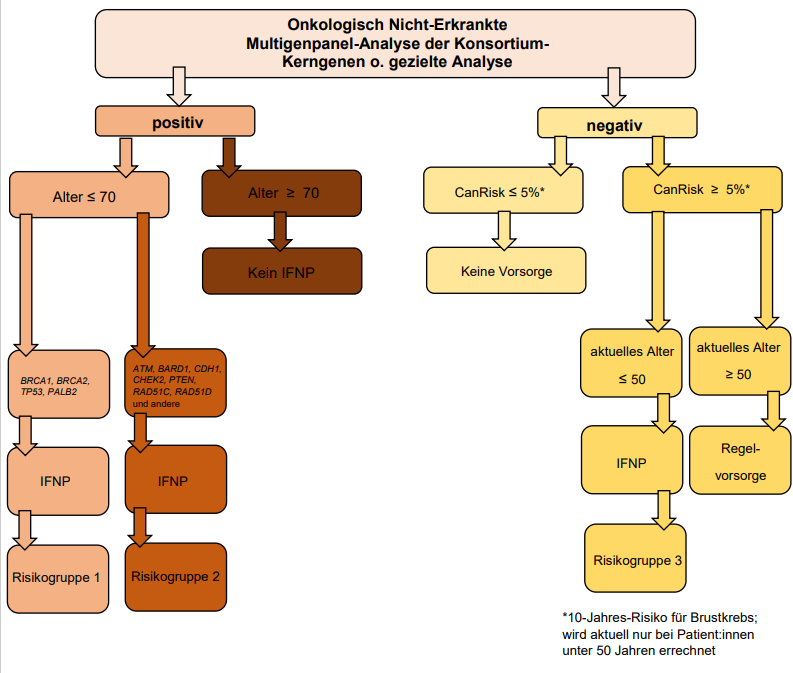 Onkologisch Nicht-Erkrankte
Multigenpanel-Analyse der Konsortium-
Kerngenen o. gezielte Analyse
positiv
negativ
Alter ≤ 70
Alter ≥ 70
CanRisk ≤ 5%*
CanRisk ≥ 5%*
Kein IFNP
Keine Vorsorge
BRCA1, BRCA2,
TP53, PALB2
ATM, BARD1, CDH1,
CHEK2, PTEN,
RAD51C, RAD51D
und andere
aktuelles Alter
≤ 50
aktuelles Alter
≥ 50
IFNP
IFNP
IFNP
Regel-
vorsorge
Risikogruppe 1
Risikogruppe 2
Risikogruppe 3
*10-Jahres-Risiko für Brustkrebs;
wird aktuell nur bei Patient:innen
unter 50 Jahren errechnet